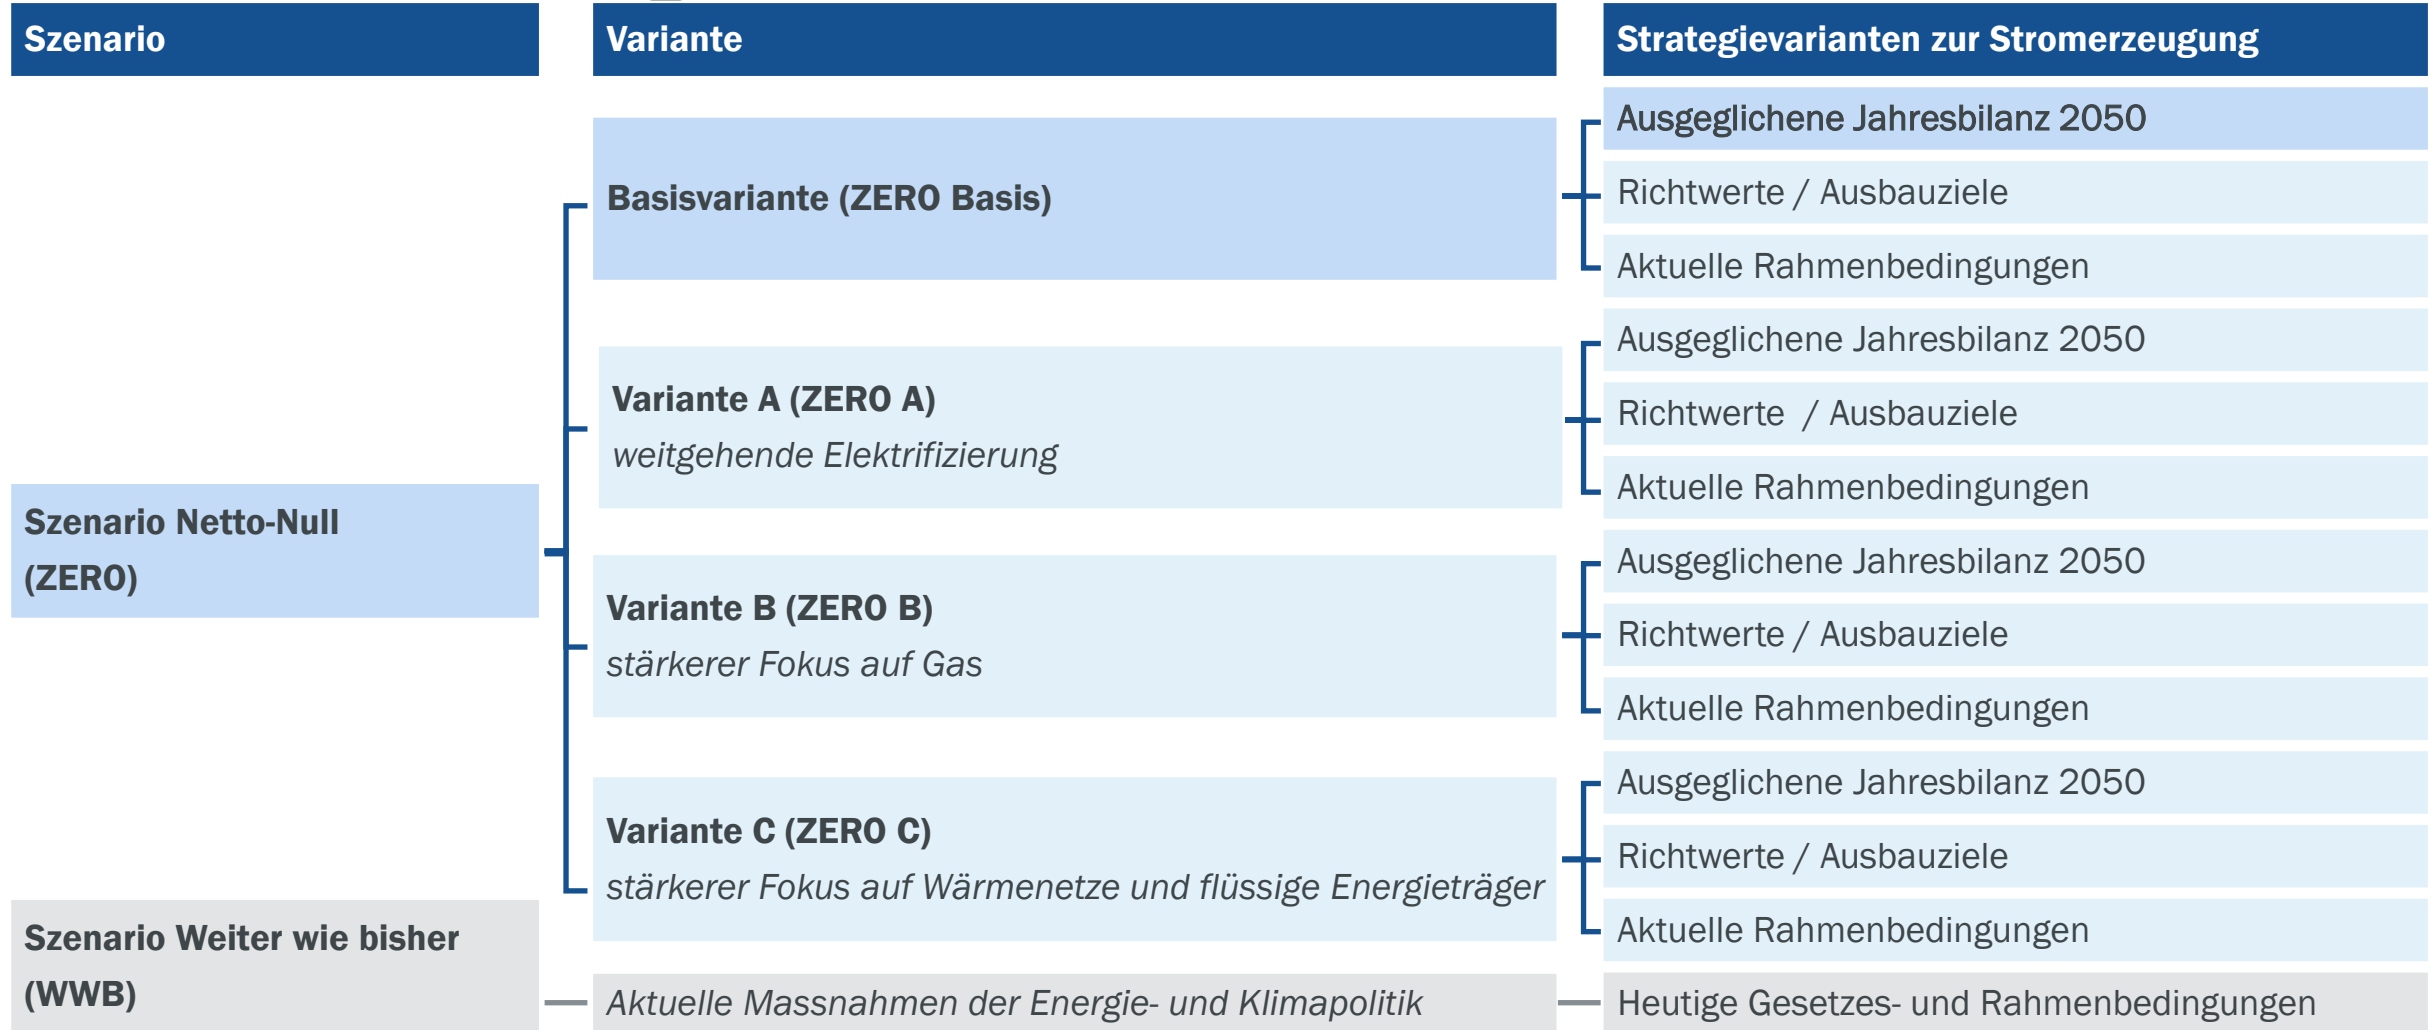 Szenario
Variante
Strategievarianten zur Stromerzeugung
Szenario Netto-Null
(ZERO)
Basisvariante (ZERO Basis)
Ausgeglichene Jahresbilanz 2050
Richtwerte / Ausbauziele
Aktuelle Rahmenbedingungen
Variante A (ZERO A)
weitgehende Elektrifizierung
Ausgeglichene Jahresbilanz 2050
Richtwerte / Ausbauziele
Aktuelle Rahmenbedingungen
Variante B (ZERO B)
stärkerer Fokus auf Gas
Ausgeglichene Jahresbilanz 2050
Richtwerte / Ausbauziele
Aktuelle Rahmenbedingungen
Variante C (ZERO C)
stärkerer Fokus auf Wärmenetze und flüssige Energieträger
Ausgeglichene Jahresbilanz 2050
Richtwerte / Ausbauziele
Aktuelle Rahmenbedingungen
Szenario Weiter wie bisher
(WWB)
Aktuelle Massnahmen der Energie- und Klimapolitik
Heutige Gesetzes- und Rahmenbedingungen